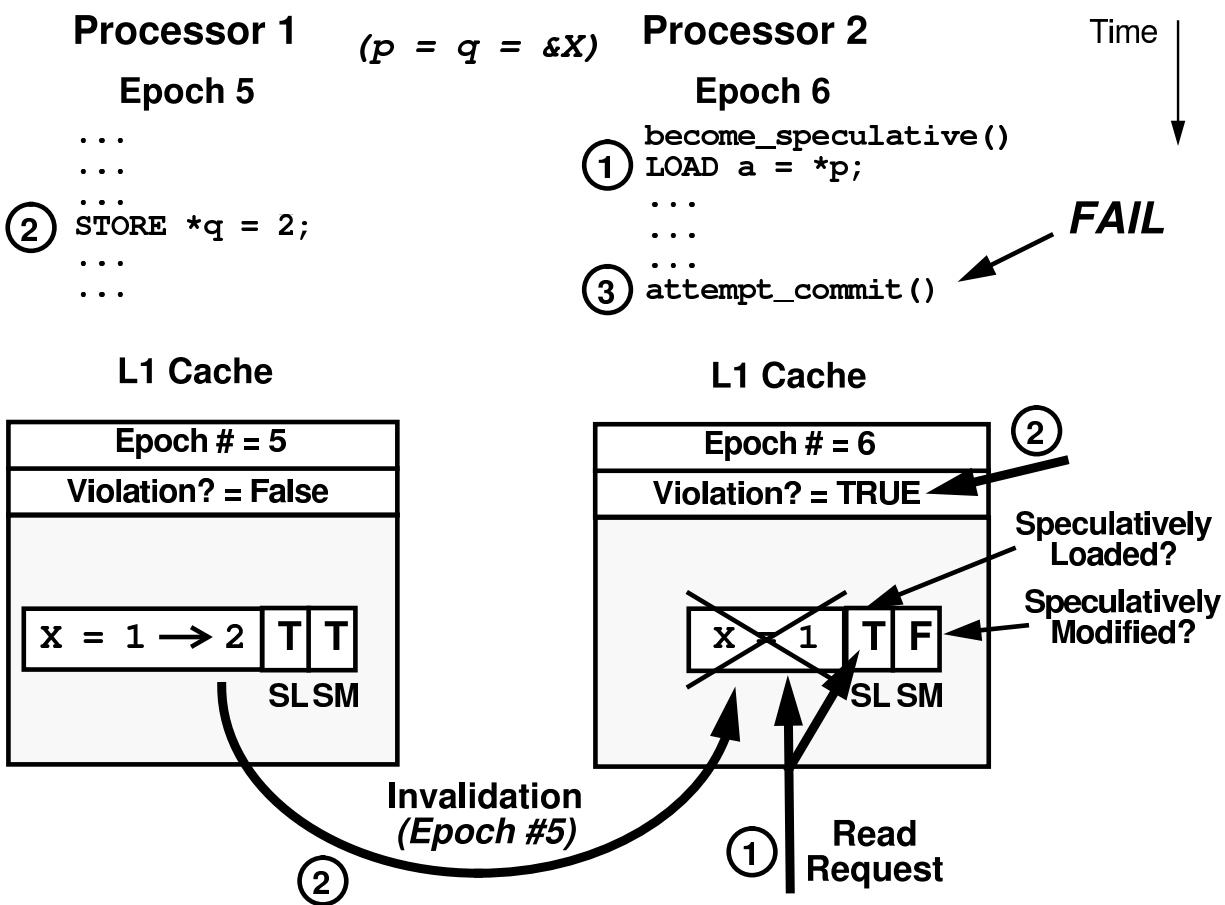 Processor 1
(p = q = &X)
Processor 2
Time
Epoch 5
Epoch 6
...
...
...
2
STORE *q = 2;
...
...
become_speculative()
1
LOAD a = *p;
...
...
...
3
attempt_commit()
FAIL
L1 Cache
Epoch # = 5
Violation? = False
X = 1 → 2
T T
SL SM
L1 Cache
Epoch # = 6
2
Violation? = TRUE
Speculatively
Loaded?
Speculatively
Modified?
X = 1
T F
SL SM
Invalidation
(Epoch #5)
2
1
Read
Request